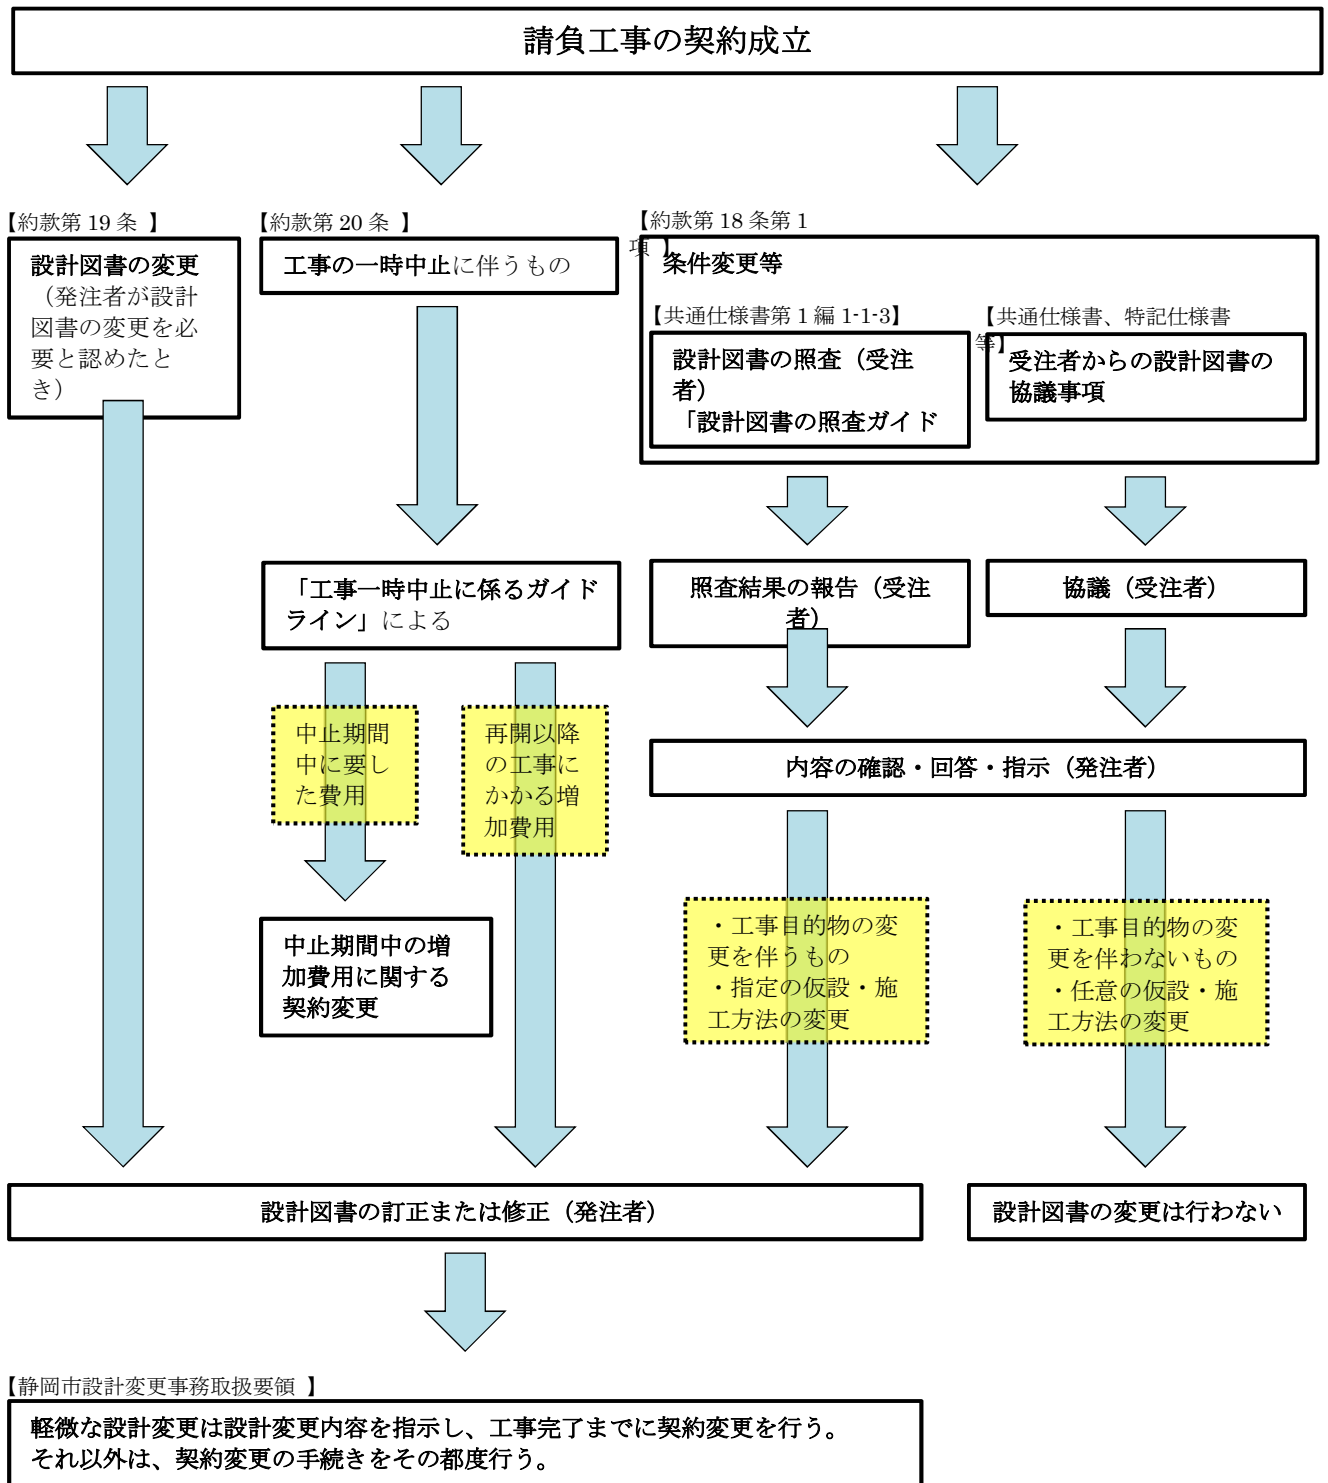 請負工事の契約成立
【約款第 19 条 】
設計図書の変更
（発注者が設計
図書の変更を必
要と認めたと
き）
【約款第 20 条 】
工事の一時中止に伴うもの
【約款第 18 条第 1
項 】
条件変更等
【共通仕様書第 1 編 1-1-3】
設計図書の照査（受注
者）
「設計図書の照査ガイド
【共通仕様書、特記仕様書
等】
受注者からの設計図書の
協議事項
「工事一時中止に係るガイド
ライン」による
照査結果の報告（受注
者）
協議（受注者）
中止期間
中に要し
た費用
再開以降
の工事に
かかる増
加費用
内容の確認・回答・指示（発注者）
中止期間中の増
加費用に関する
契約変更
・工事目的物の変
更を伴うもの
・指定の仮設・施
工方法の変更
・工事目的物の変
更を伴わないもの
・任意の仮設・施
工方法の変更
設計図書の訂正または修正（発注者）
設計図書の変更は行わない
【静岡市設計変更事務取扱要領 】
軽微な設計変更は設計変更内容を指示し、工事完了までに契約変更を行う。
それ以外は、契約変更の手続きをその都度行う。